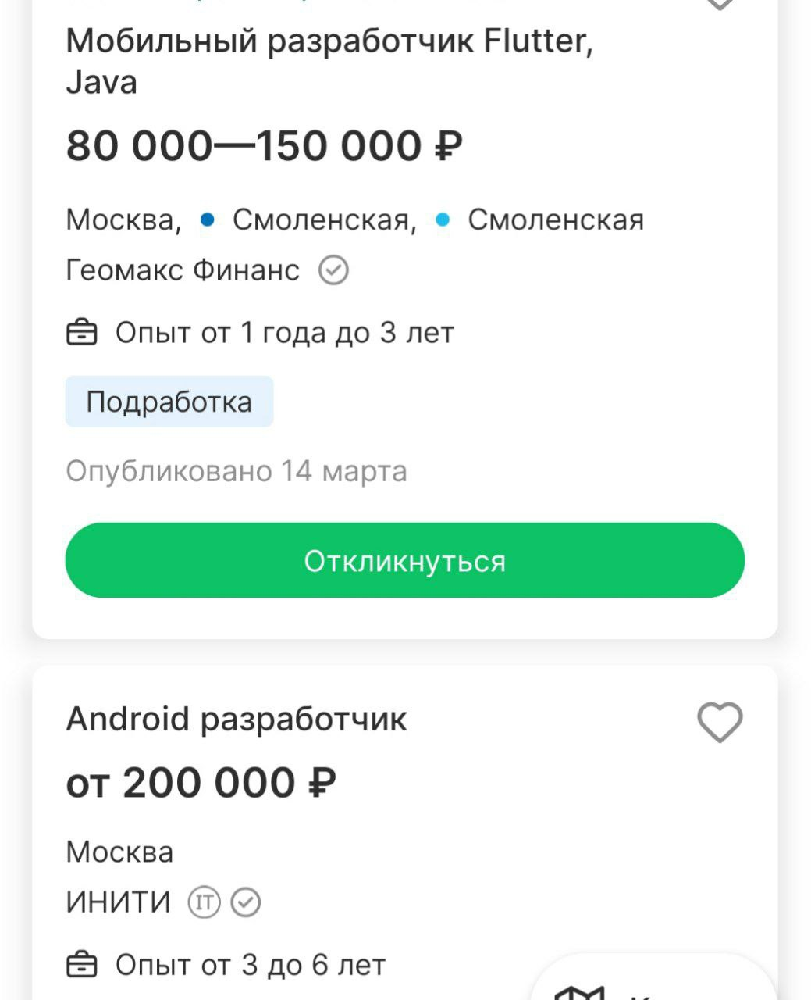 Мобильный разработчик Flutter,
Java
80 000—150 000 ₽
Москва, Смоленская, Смоленская
Геомакс Финанс
Опыт от 1 года до 3 лет
Подработка
Опубликовано 14 марта
Откликнуться
Android разработчик
от 200 000 ₽
Москва
ИНИТИ IT
Опыт от 3 до 6 лет